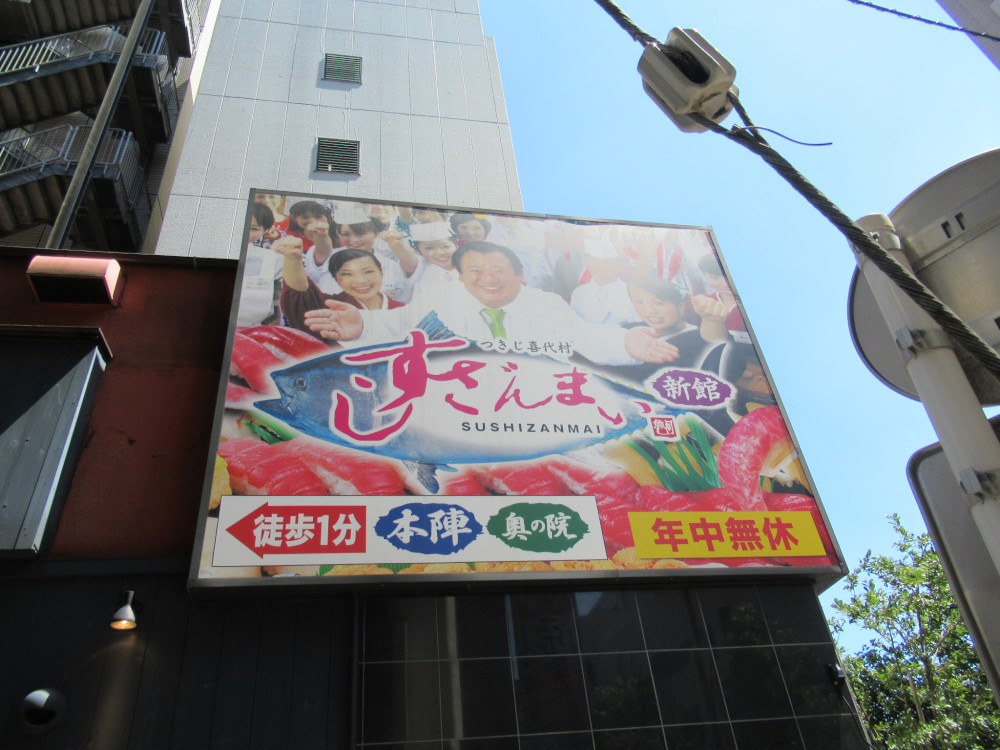 つきじ喜代村
すしざんまい
新館
SUSHIZANMAI
徒歩1分
本陣
奥の院
年中無休